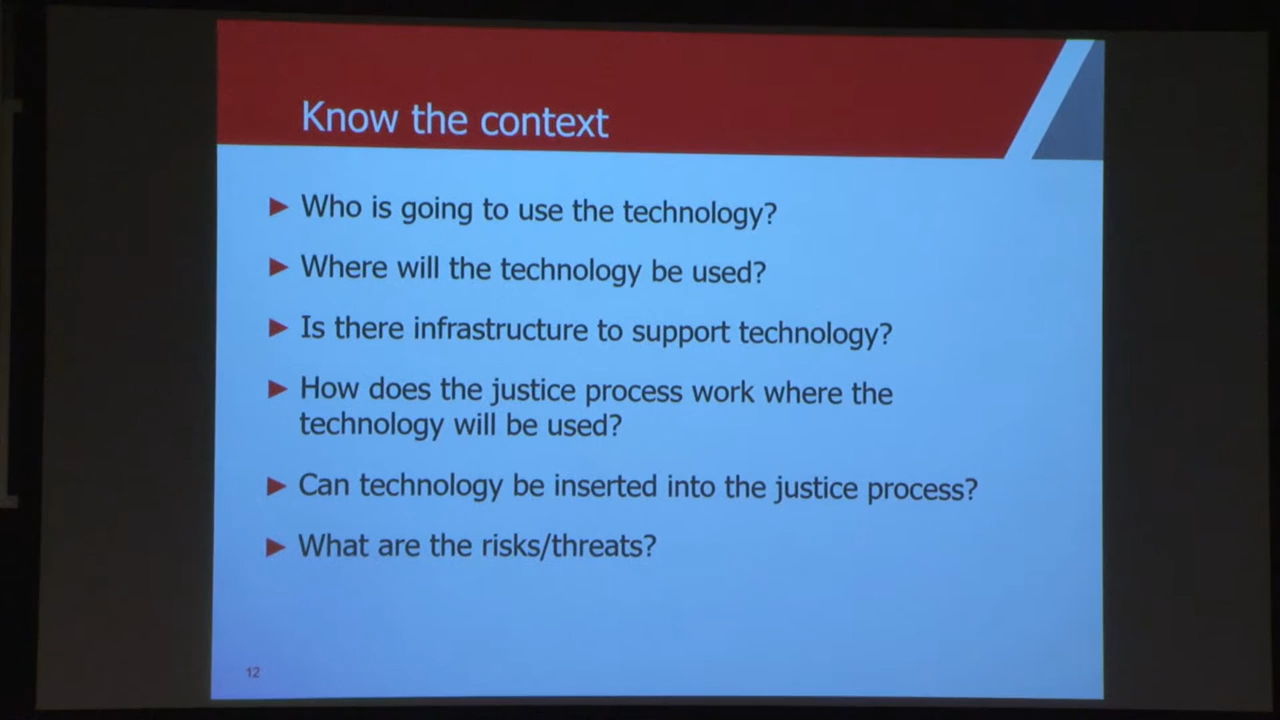 Know the context
► Who is going to use the technology?
► Where will the technology be used?
► Is there infrastructure to support technology?
► How does the justice process work where the
technology will be used?
► Can technology be inserted into the justice process?
► What are the risks/threats?
12